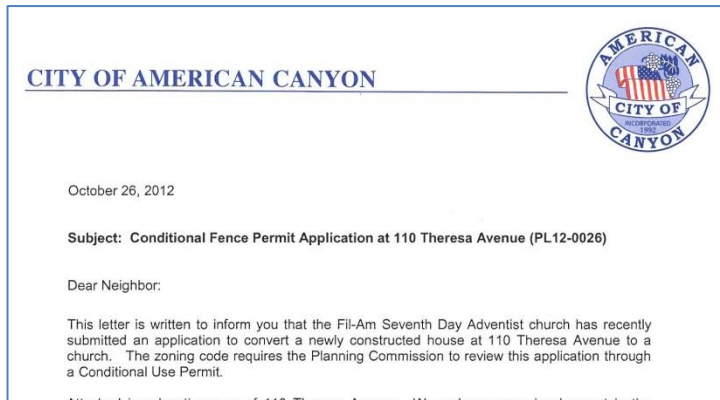 CITY OF AMERICAN CANYON
AMERICAN
CITY OF
INCORPORATED
1992
CANYON
October 26, 2012
Subject: Conditional Fence Permit Application at 110 Theresa Avenue (PL12-0026)
Dear Neighbor:
This letter is written to inform you that the Fil-Am Seventh Day Adventist church has recently
submitted an application to convert a newly constructed house at 110 Theresa Avenue to a
church. The zoning code requires the Planning Commission to review this application through
a Conditional Use Permit.